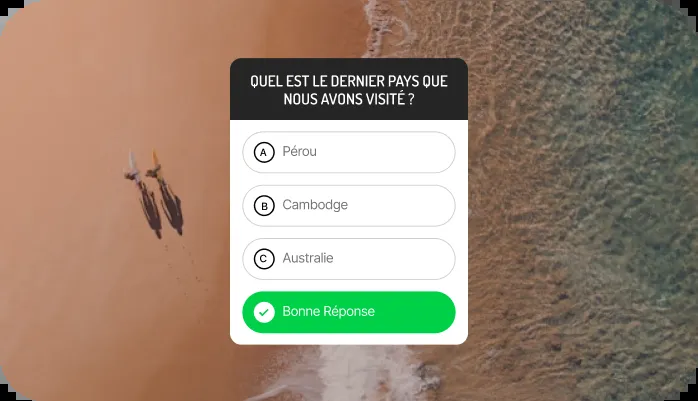 QUEL EST LE DERNIER PAYS QUE
NOUS AVONS VISITÉ ?
A Pérou
B Cambodge
C Australie
Bonne Réponse